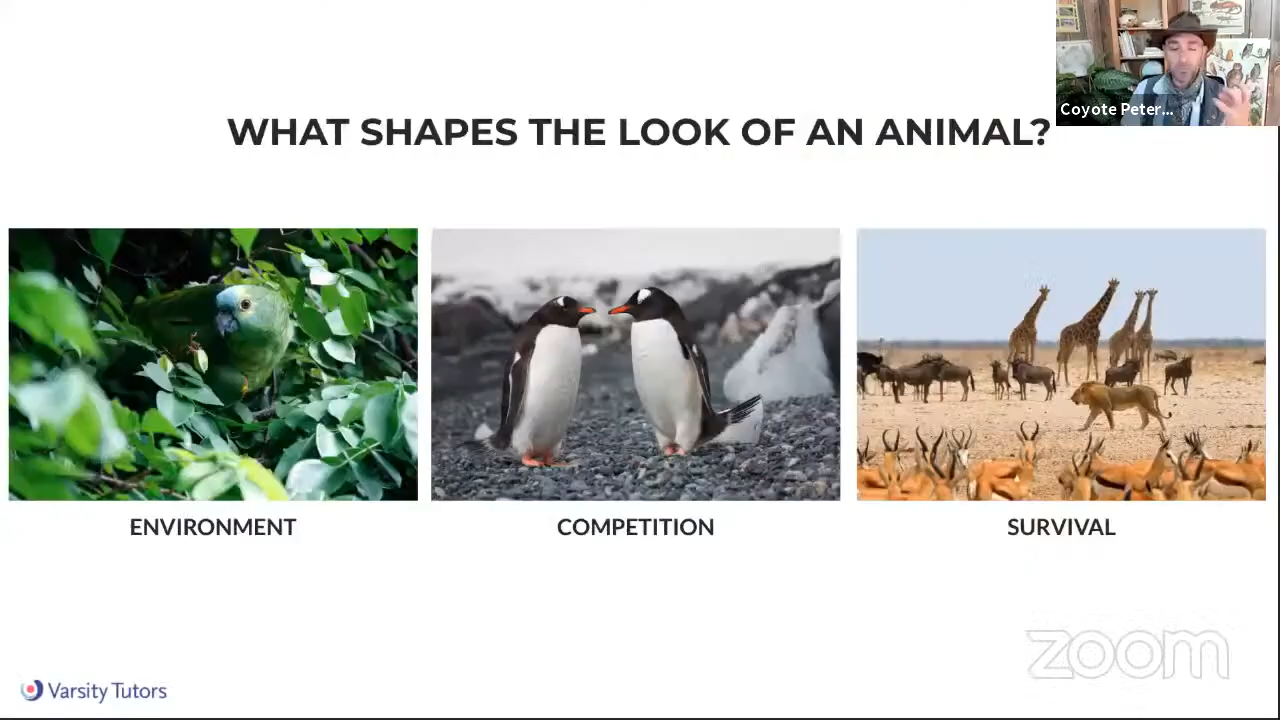 Coyote Peter...
WHAT SHAPES THE LOOK OF AN ANIMAL?
ENVIRONMENT
COMPETITION
SURVIVAL
zoom
Varsity Tutors